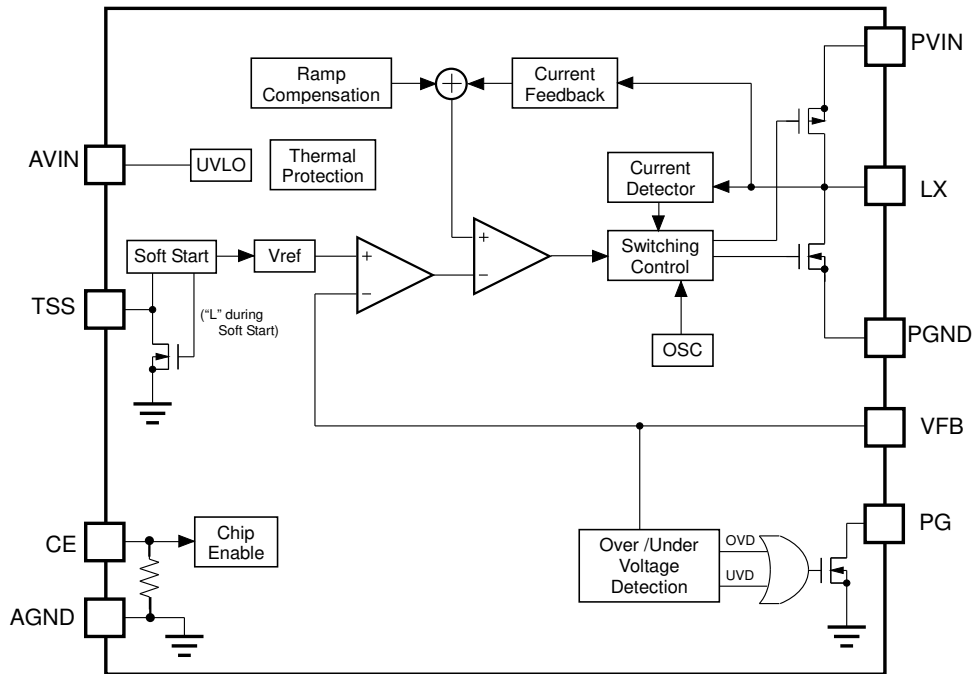 PVIN
Ramp
Compensation
Current
Feedback
AVIN
UVLO
Thermal
Protection
Current
Detector
LX
Soft Start
Vref
+
−
+
−
Switching
Control
TSS
(“L” during
Soft Start)
OSC
PGND
VFB
CE
Chip
Enable
PG
Over /Under
Voltage
Detection
OVD
UVD
AGND